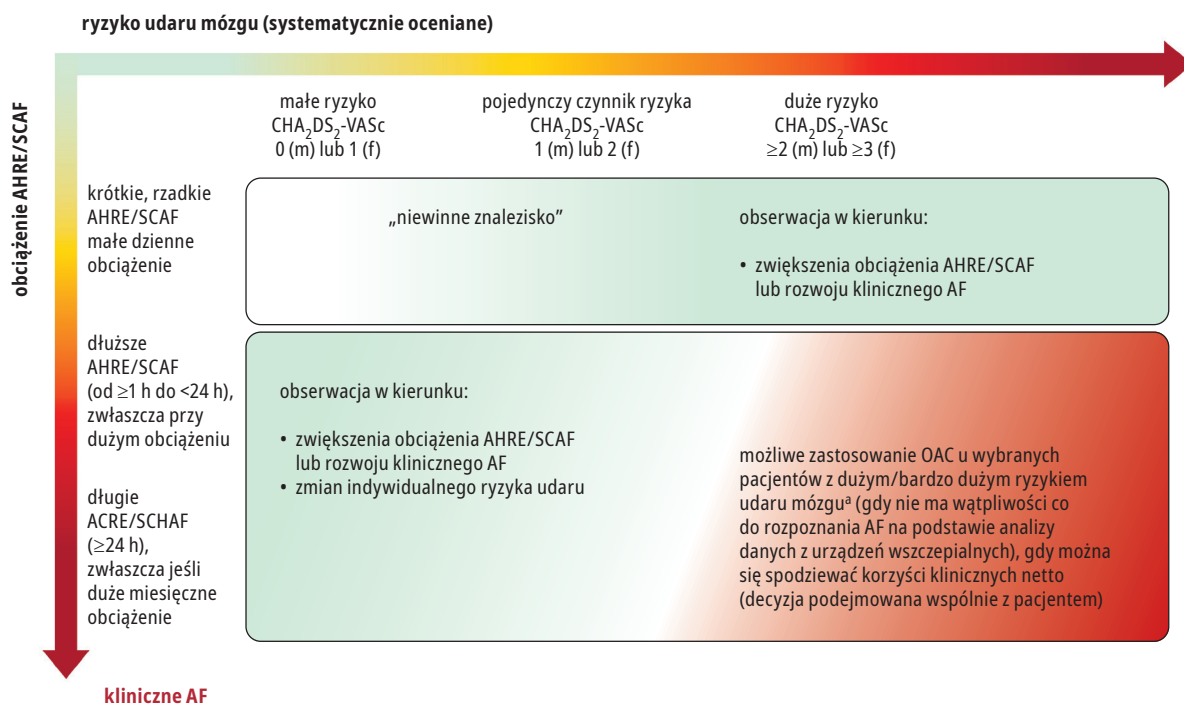 ryzyko udaru mózgu (systematycznie oceniane)
obciążenie AHRE/SCAF
małe ryzyko
CHA₂DS₂-VASc
0 (m) lub 1 (f)
pojedynczy czynnik ryzyka
CHA₂DS₂-VASc
1 (m) lub 2 (f)
duże ryzyko
CHA₂DS₂-VASc
≥2 (m) lub ≥3 (f)
krótkie, rzadkie
AHRE/SCAF
małe dzienne
obciążenie
„niewinne znalezisko”
obserwacja w kierunku:
• zwiększenia obciążenia AHRE/SCAF
lub rozwoju klinicznego AF
dłuższe
AHRE/SCAF
(od ≥1 h do <24 h),
zwłaszcza przy
dużym obciążeniu
długie
ACRE/SCHAF
(≥24 h),
zwłaszcza jeśli
duże miesięczne
obciążenie
obserwacja w kierunku:
• zwiększenia obciążenia AHRE/SCAF
lub rozwoju klinicznego AF
• zmian indywidualnego ryzyka udaru
możliwe zastosowanie OAC u wybranych
pacjentów z dużym/bardzo dużym ryzykiem
udaru mózguᵃ (gdy nie ma wątpliwości co
do rozpoznania AF na podstawie analizy
danych z urządzeń wszczepialnych), gdy można
się spodziewać korzyści klinicznych netto
(decyzja podejmowana wspólnie z pacjentem)
kliniczne AF